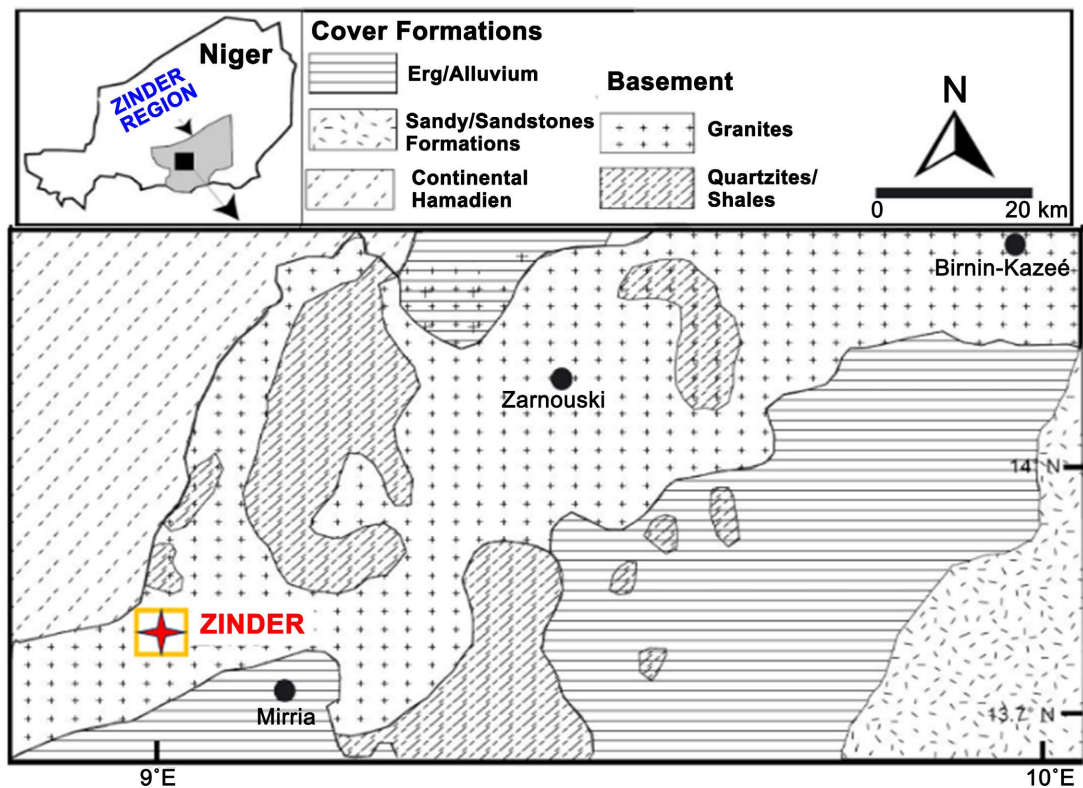 Niger
ZINDER
REGION
Cover Formations
Erg/Alluvium
Sandy/Sandstones
Formations
Continental
Hamadien
Basement
Granites
Quartzites/
Shales
N
0 20 km
Birnin-Kazeé
Zarnouski
14° N
ZINDER
Mirria
13.7° N
9°E 10°E